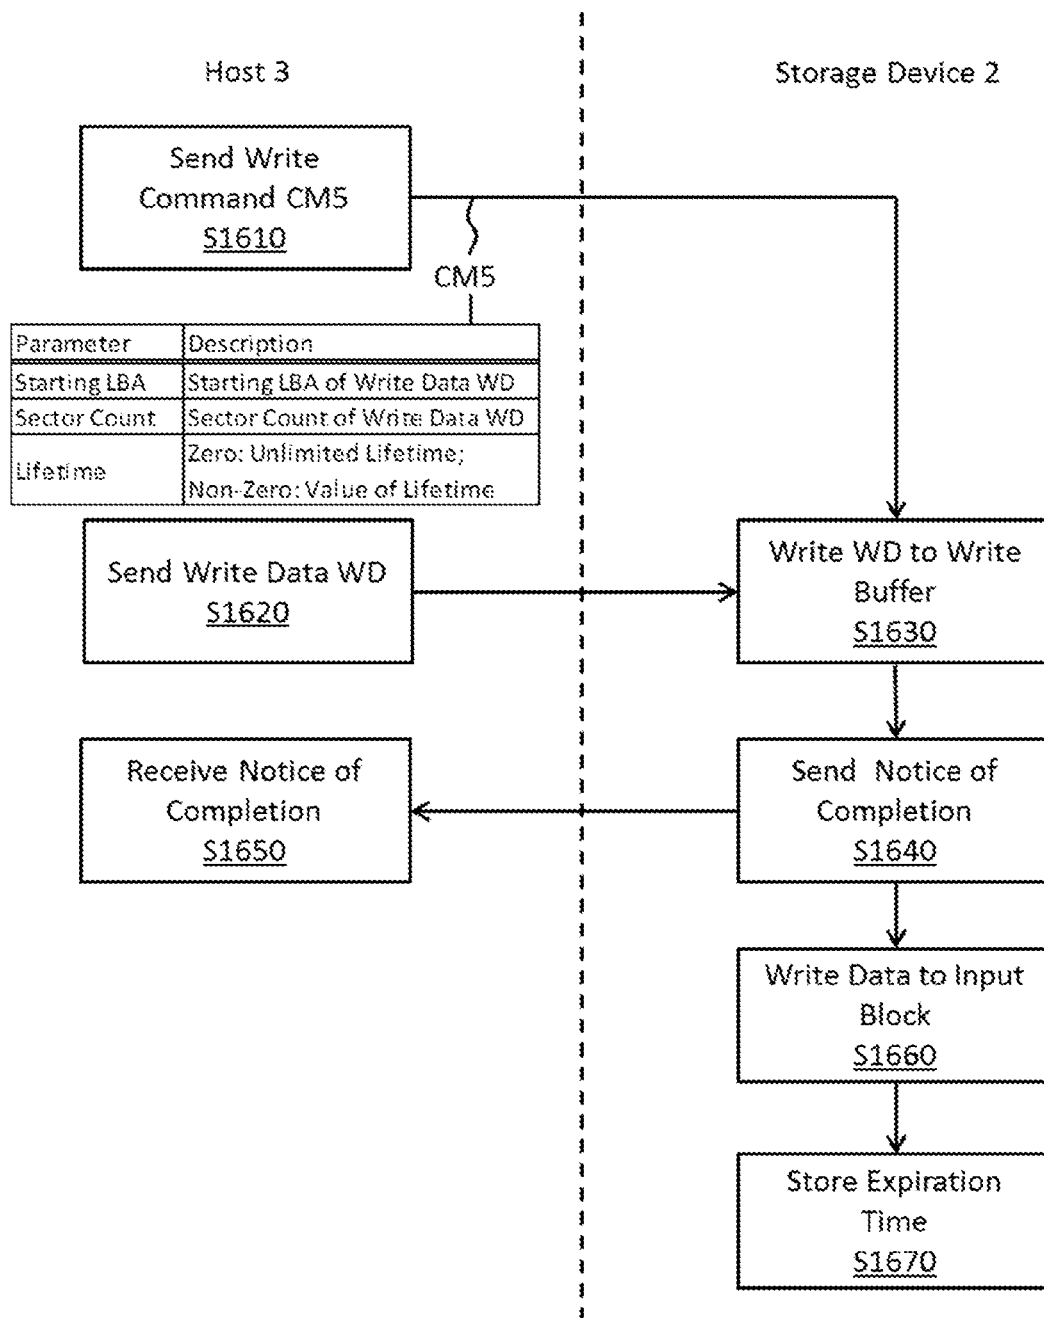 Host 3
Storage Device 2
Send Write
Command CM5
S1610
CM5
Parameter Description
Starting LBA Starting LBA of Write Data WD
Sector Count Sector Count of Write Data WD
Lifetime Zero: Unlimited Lifetime;
Non-Zero: Value of Lifetime
Send Write Data WD
S1620
Write WD to Write
Buffer
S1630
Receive Notice of
Completion
S1650
Send Notice of
Completion
S1640
Write Data to Input
Block
S1660
Store Expiration
Time
S1670